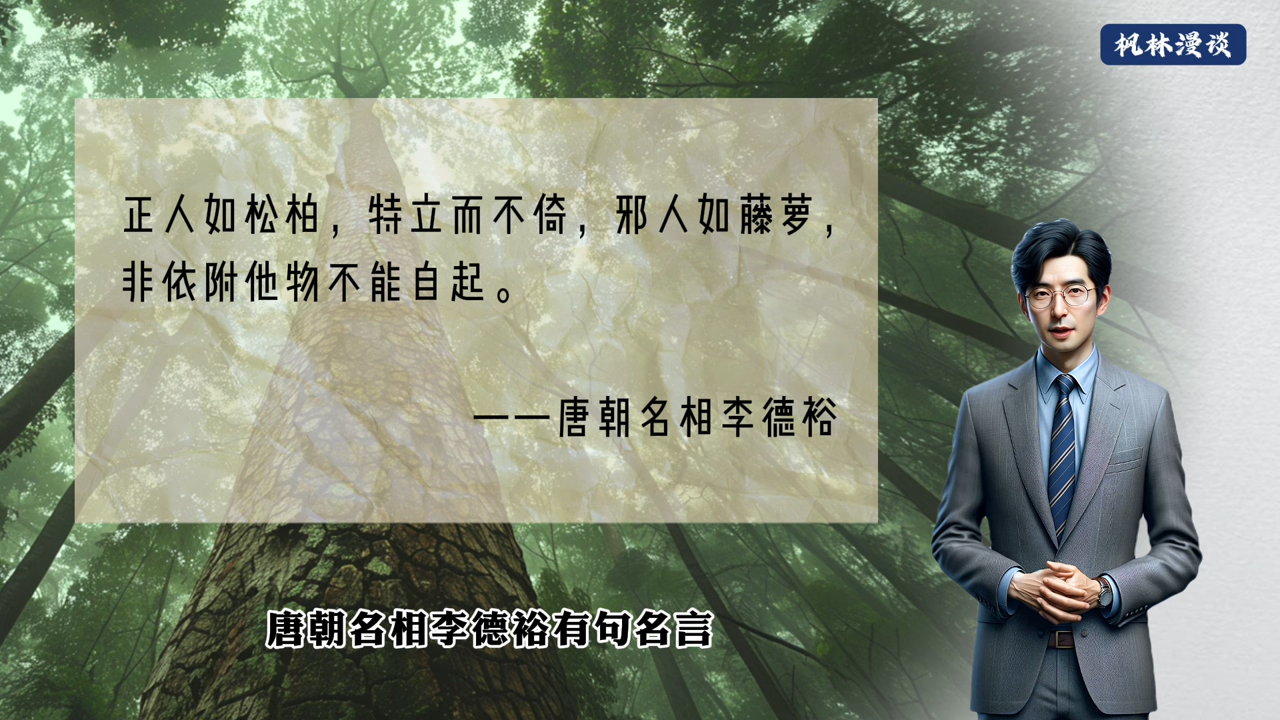 枫林漫谈
正人如松柏，特立而不倚，邪人如藤萝，
非依附他物不能自起。
——唐朝名相李德裕
唐朝名相李德裕有句名言